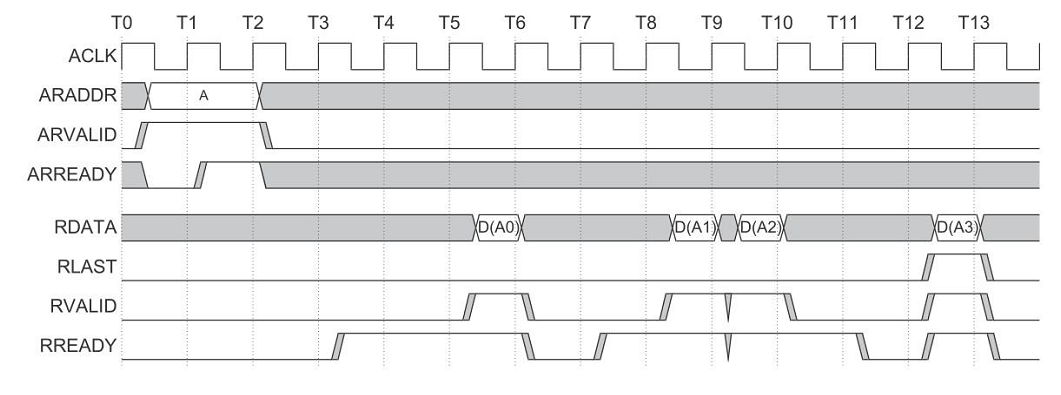 T0 T1 T2 T3 T4 T5 T6 T7 T8 T9 T10 T11 T12 T13
ACLK
ARADDR A
ARVALID
ARREADY
RDATA D(A0) D(A1) D(A2) D(A3)
RLAST
RVALID
RREADY